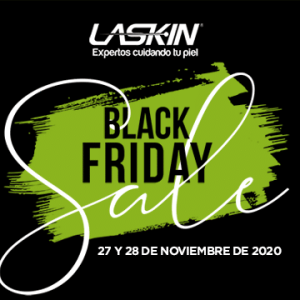 LASKIN®
Expertos cuidando tu piel
BLACK
FRIDAY
Sale
27 Y 28 DE NOVIEMBRE DE 2020